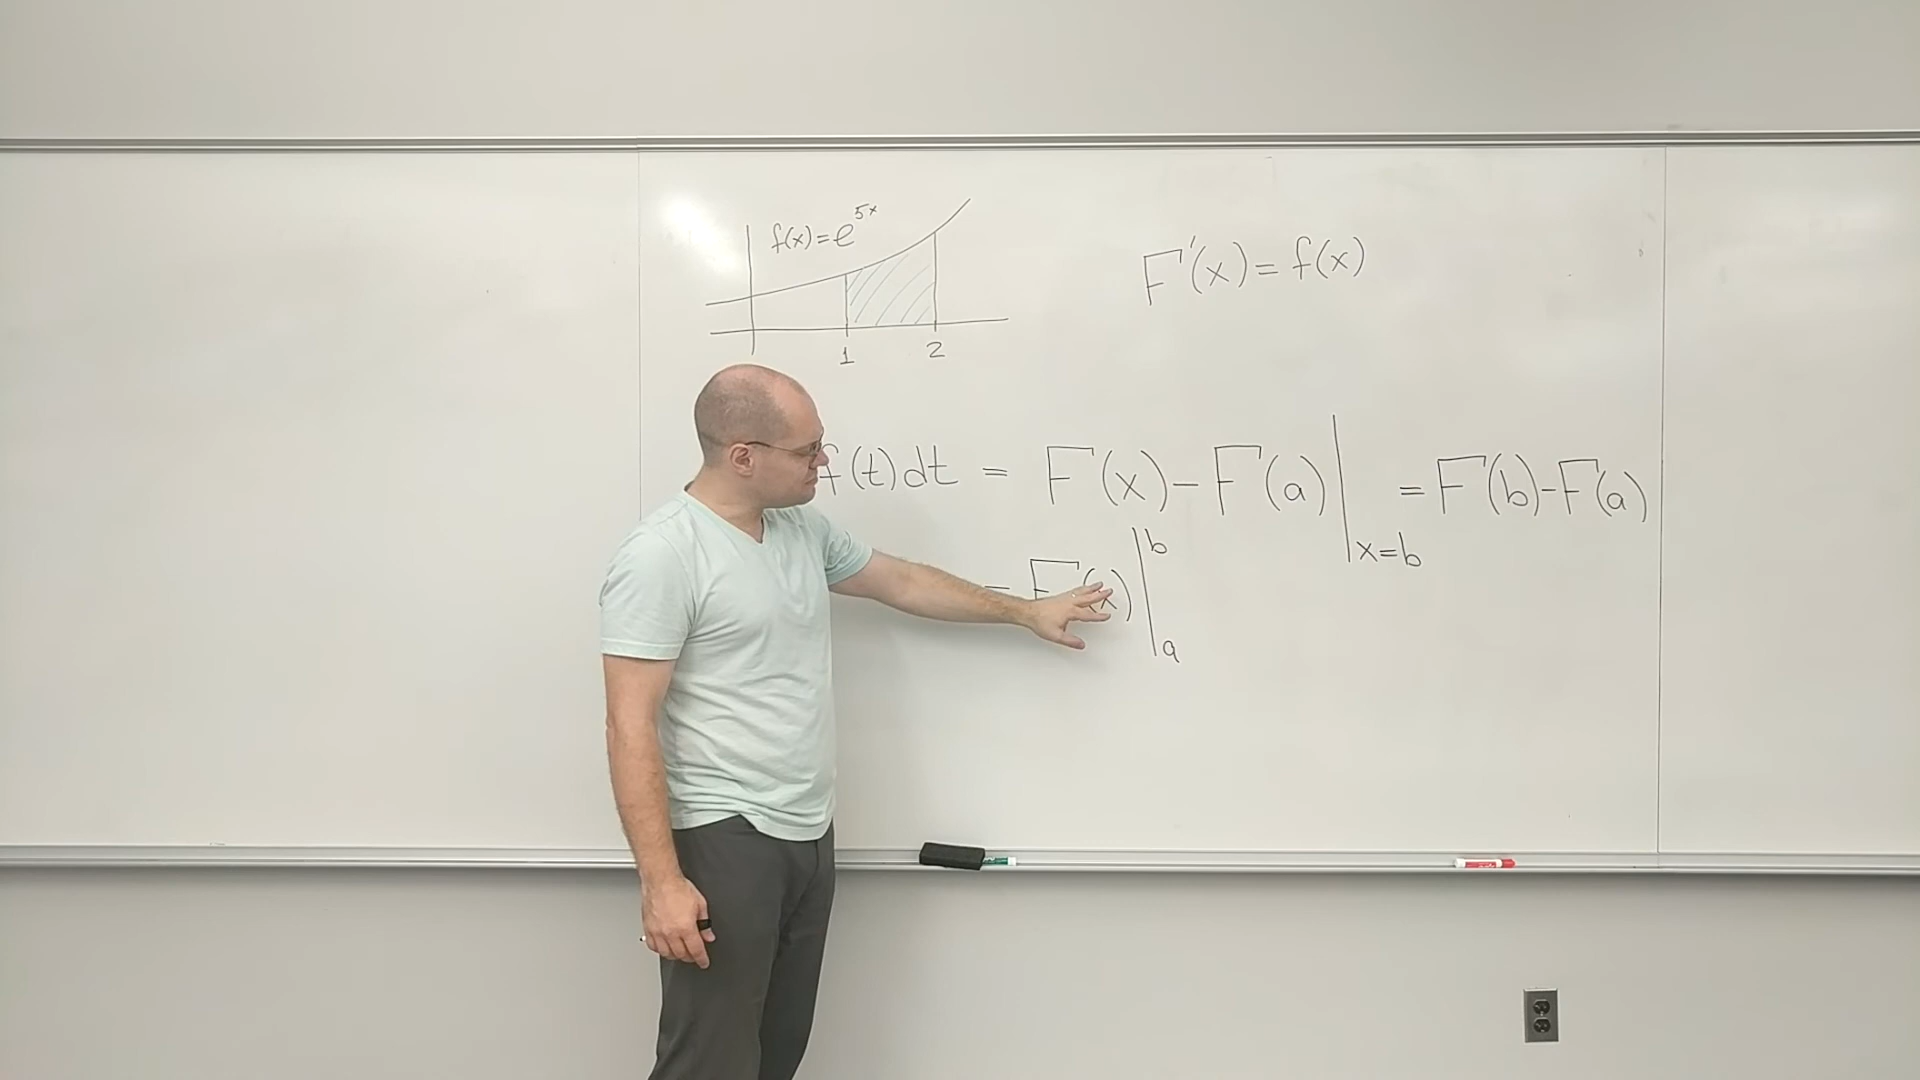 f(x)=e^5x
F'(x)=f(x)
1 2
f(t)dt = F(x)-F(a)|x=b =F(b)-F(a)
= F(x)|b a